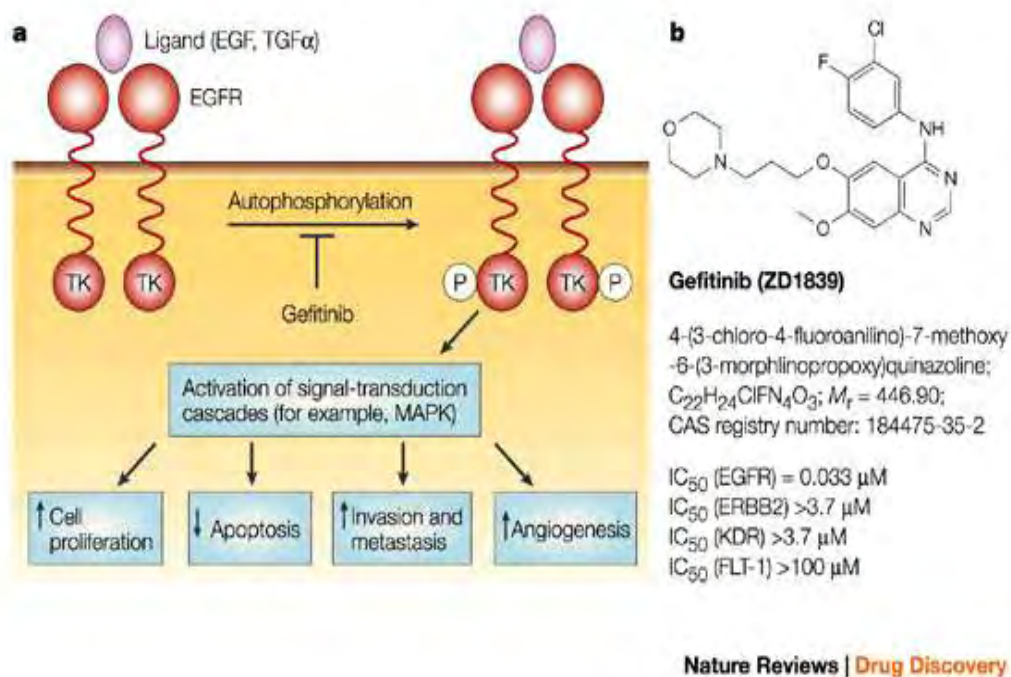 a
Ligand (EGF, TGFα)
EGFR
Autophosphorylation
TK
TK
Gefitinib
P
TK
TK
P
Activation of signal-transduction
cascades (for example, MAPK)
↑ Cell
proliferation
↓ Apoptosis
↑ Invasion and
metastasis
↑ Angiogenesis
b
Cl
F
NH
O
N
O
N
O
N
Gefitinib (ZD1839)
4-(3-chloro-4-fluoroanilino)-7-methoxy
-6-(3-morphlinopropoxy)quinazoline;
C₂₂H₂₄ClFN₄O₃; Mᵣ = 446.90;
CAS registry number: 184475-35-2
IC₅₀ (EGFR) = 0.033 μM
IC₅₀ (ERBB2) >3.7 μM
IC₅₀ (KDR) >3.7 μM
IC₅₀ (FLT-1) >100 μM
Nature Reviews | Drug Discovery